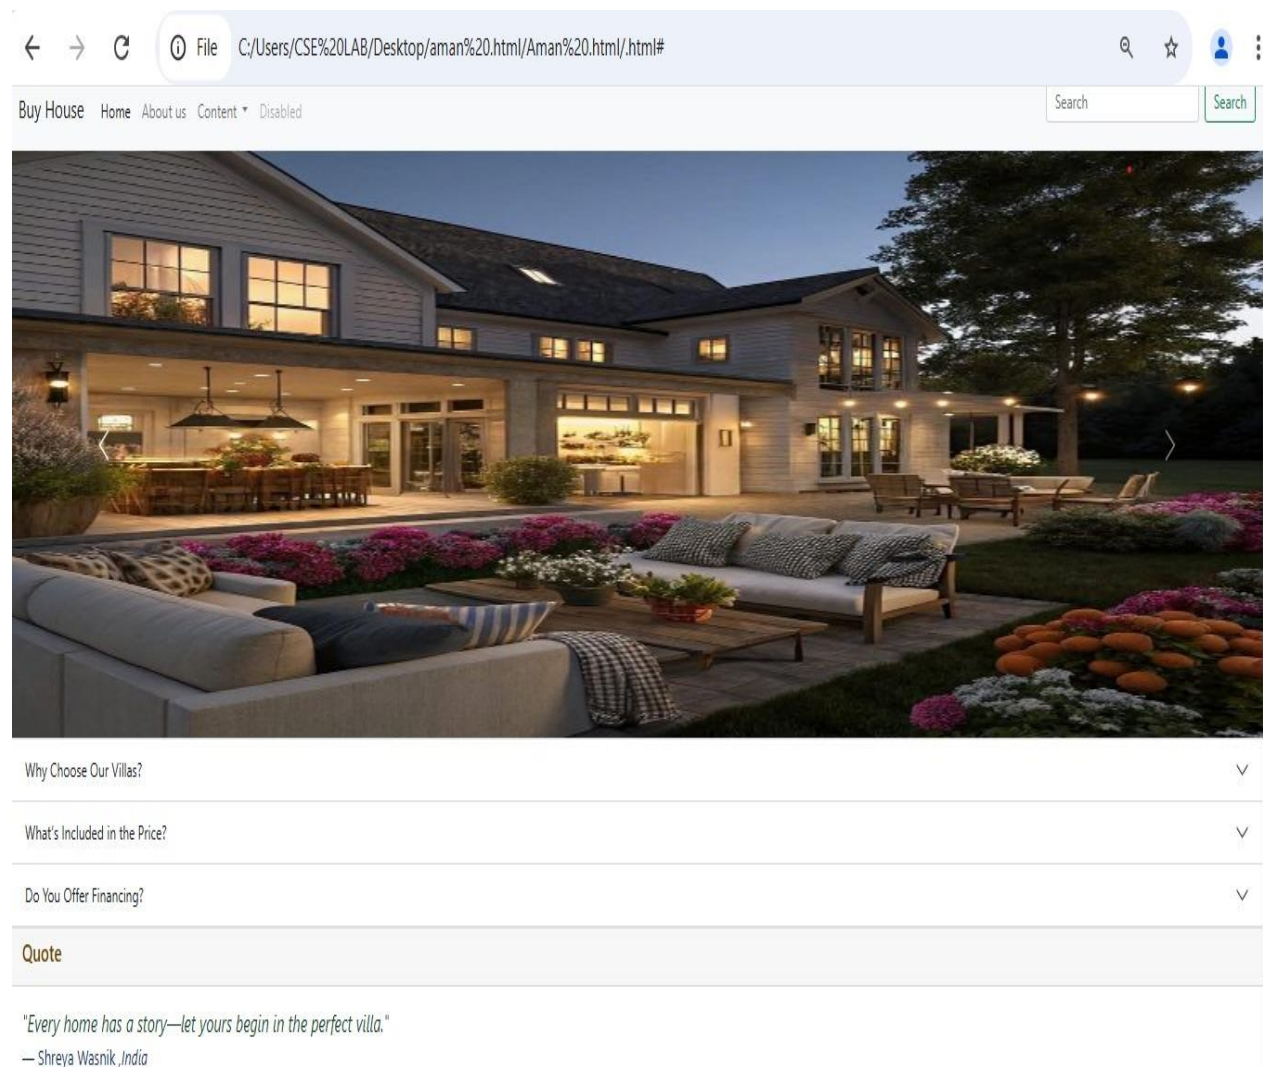 File C:/Users/CSE%20LAB/Desktop/aman%20.html/Aman%20.html/.html#
Buy House Home About us Content Disabled Search Search
Why Choose Our Villas?
What's Included in the Price?
Do You Offer Financing?
Quote
"Every home has a story—let yours begin in the perfect villa."
— Shreya Wasnik ,India